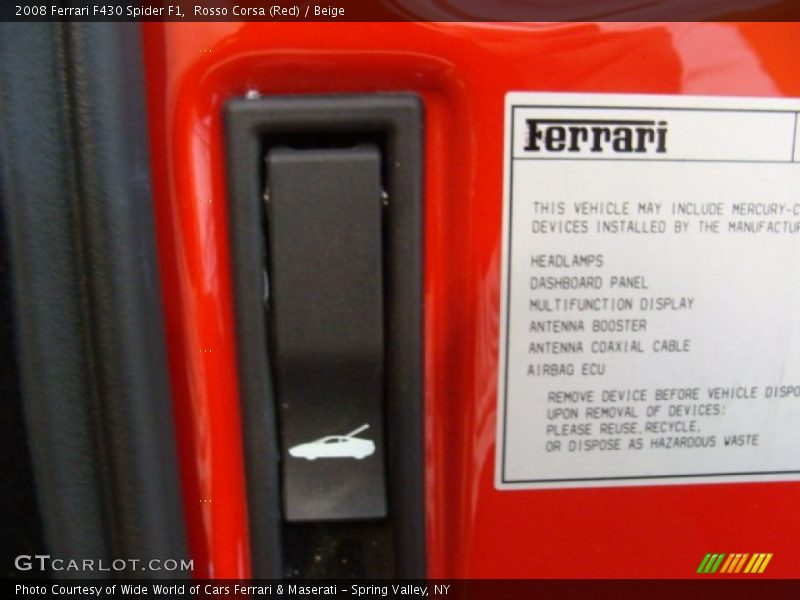 2008 Ferrari F430 Spider F1,  Rosso Corsa (Red) / Beige
Ferrari
THIS VEHICLE MAY INCLUDE MERCURY-C
DEVICES INSTALLED BY THE MANUFACTUR
HEADLAMPS
DASHBOARD PANEL
MULTIFUNCTION DISPLAY
ANTENNA BOOSTER
ANTENNA COAXIAL CABLE
AIRBAG ECU
REMOVE DEVICE BEFORE VEHICLE DISPO
UPON REMOVAL OF DEVICES:
PLEASE REUSE,RECYCLE,
OR DISPOSE AS HAZARDOUS WASTE
GTCARLOT.COM
Photo Courtesy of Wide World of Cars Ferrari & Maserati - Spring Valley, NY